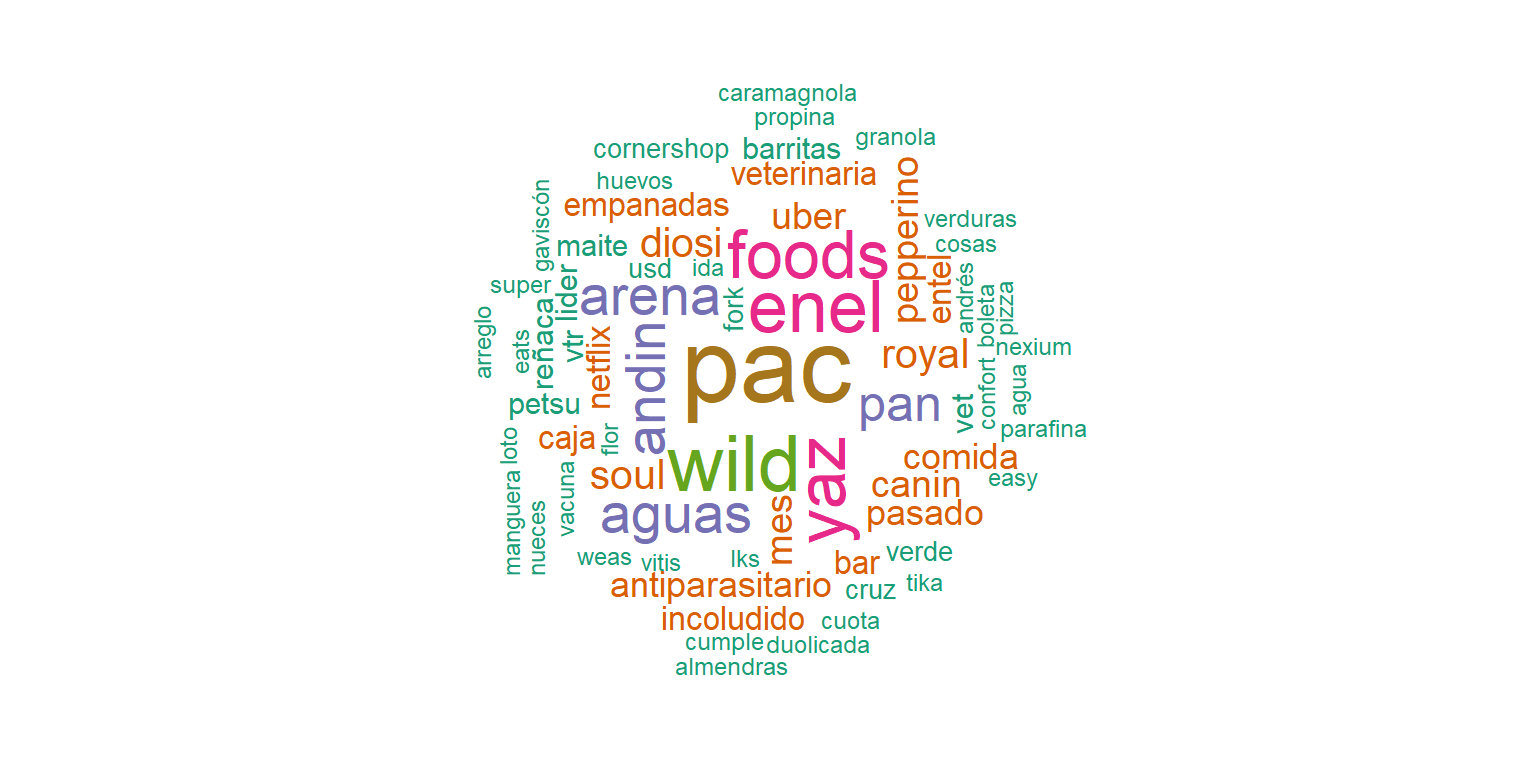 caramagnola
propina
granola
cornershop
barritas
veterinaria
huevos
empanadas
uber
pepperino
verduras
gaviscón
maite
diosi
foods
cosas
usd
ida
entel
super
lider
arena
fork
enel
andrés
boleta
pizza
arreglo
eats
reñaca
vtr
netflix
andin
pac
royal
nexium
petsu
pan
vet
confort
agua
parafina
loto
caja
flor
wild
yaz
comida
manguera
nueces
vacuna
soul
canin
easy
aguas
mes
pasado
weas
vitis
lks
bar
verde
antiparasitario
cruz
tika
incoludido
cuota
cumple
duolicada
almendras